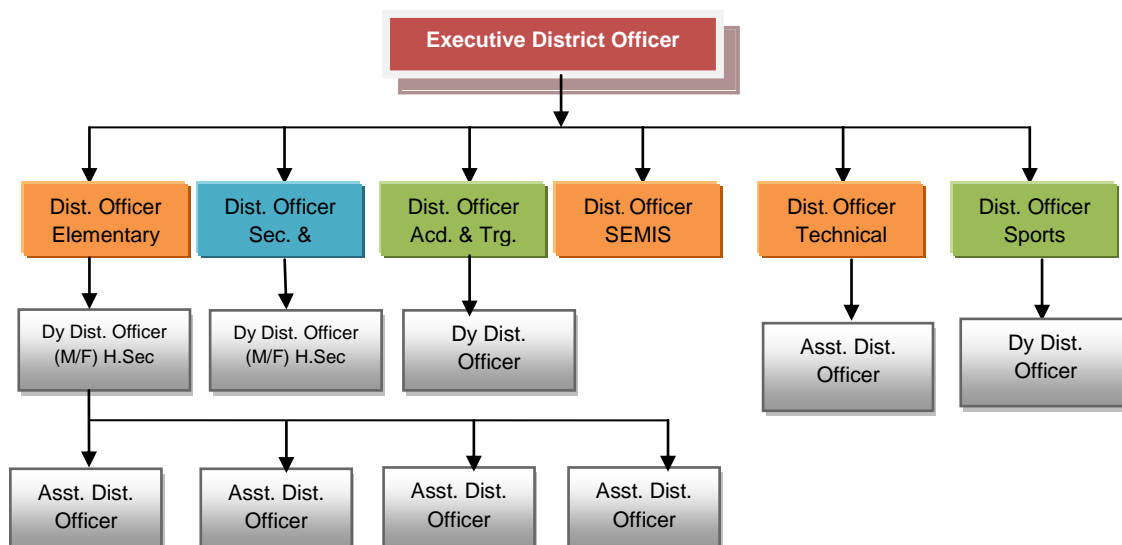 Executive District Officer
Dist. Officer
Elementary
Dist. Officer
Sec. &
Dist. Officer
Acd. & Trg.
Dist. Officer
SEMIS
Dist. Officer
Technical
Dist. Officer
Sports
Dy Dist. Officer
(M/F) H.Sec
Dy Dist. Officer
(M/F) H.Sec
Dy Dist.
Officer
Asst. Dist.
Officer
Dy Dist.
Officer
Asst. Dist.
Officer
Asst. Dist.
Officer
Asst. Dist.
Officer
Asst. Dist.
Officer